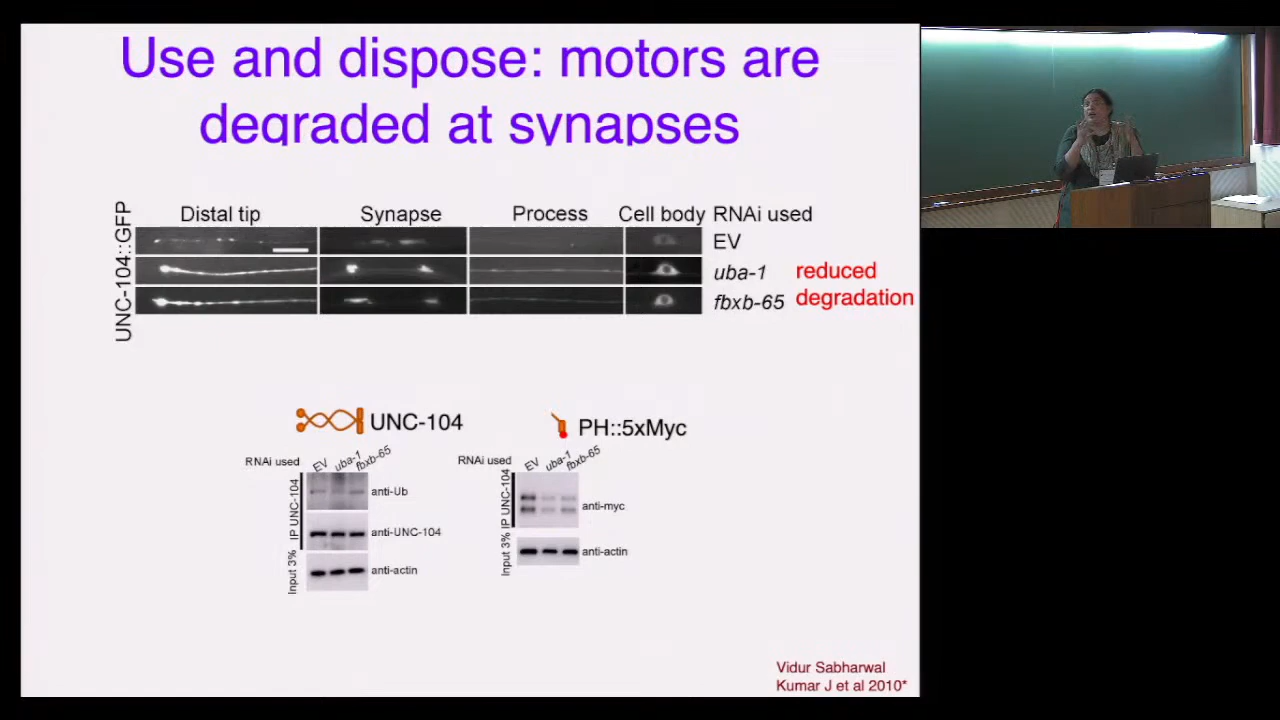 Use and dispose: motors are
degraded at synapses
UNC-104::GFP
Distal tip Synapse Process Cell body RNAi used
EV
uba-1 reduced
fbxb-65 degradation
UNC-104
RNAi used EV uba-1 fbxb-65
IP UNC-104
anti-Ub
anti-UNC-104
Input 3%
anti-actin
PH::5xMyc
RNAi used EV uba-1 fbxb-65
IP UNC-104
anti-myc
Input 3%
anti-actin
Vidur Sabharwal
Kumar J et al 2010*